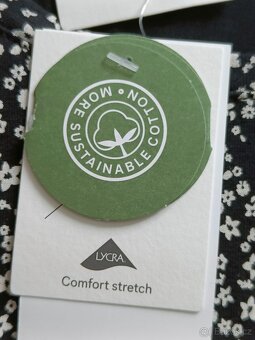 MORE SUSTAINABLE COTTON •
LYCRA
Comfort stretch